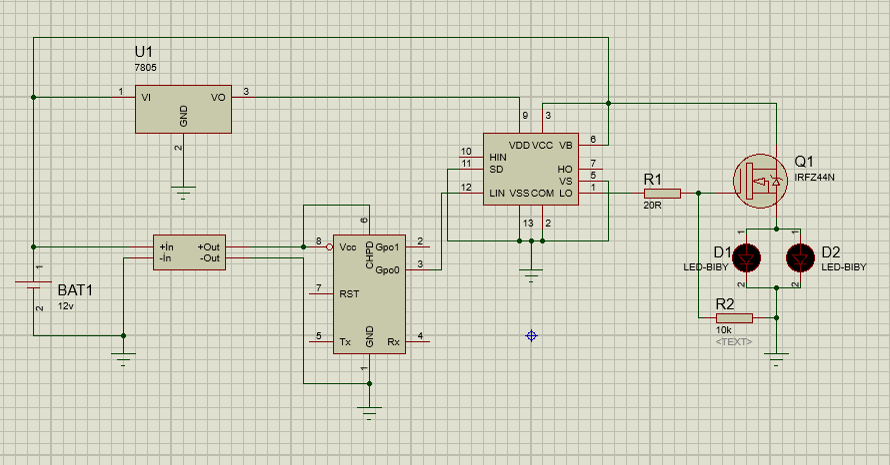 U1
7805
1
VI
VO
3
GND
2
9
3
VDD
VCC
VB
6
10
HIN
HO
7
11
SD
VS
5
12
LIN
VSS
COM
LO
1
13
2
R1
20R
Q1
IRFZ44N
+In
+Out
-In
-Out
6
8
Vcc
CHPD
Gpo1
2
Gpo0
3
7
RST
5
Tx
GND
Rx
4
1
1
BAT1
2
12v
1
1
D1
LED-BIBY
D2
LED-BIBY
2
2
R2
10k
<TEXT>